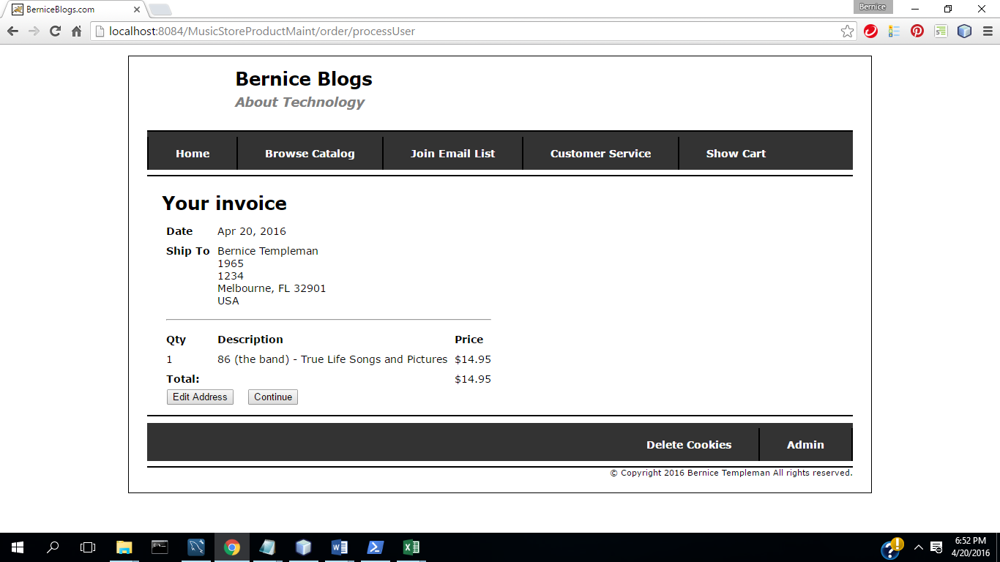 BerniceBlogs.com
Bernice
localhost:8084/MusicStoreProductMaint/order/processUser
Bernice Blogs
About Technology
Home Browse Catalog Join Email List Customer Service Show Cart
Your invoice
Date Apr 20, 2016
Ship To Bernice Templeman
1965
1234
Melbourne, FL 32901
USA
Qty Description Price
1 86 (the band) - True Life Songs and Pictures $14.95
Total: $14.95
Edit Address Continue
Delete Cookies Admin
© Copyright 2016 Bernice Templeman All rights reserved.
6:52 PM
4/20/2016